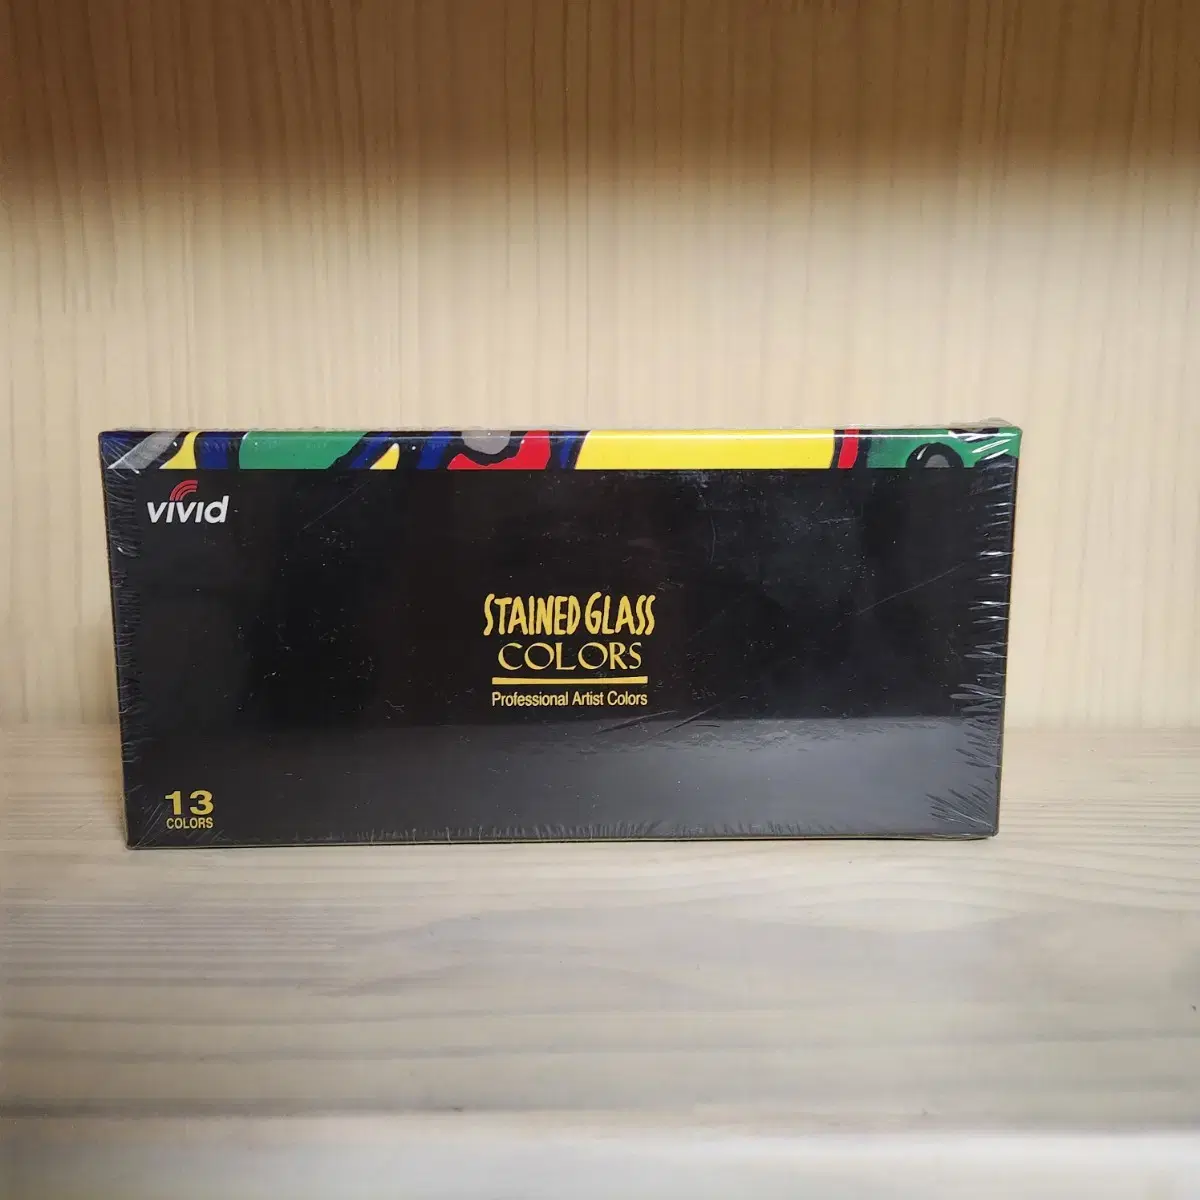 vivid
STAINED GLASS
COLORS
Professional Artist Colors
13
COLORS